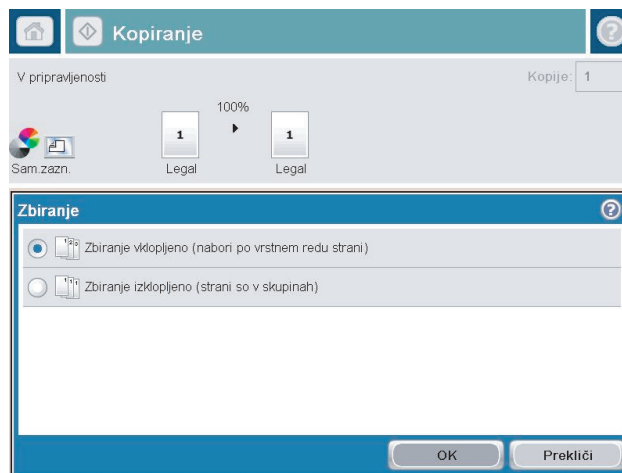 Kopiranje
V pripravljenosti
Kopije: 1
100%
1
1
Sam.zazn.
Legal
Legal
Zbiranje
Zbiranje vklopljeno (nabori po vrstnem redu strani)
Zbiranje izklopljeno (strani so v skupinah)
OK
Prekliči